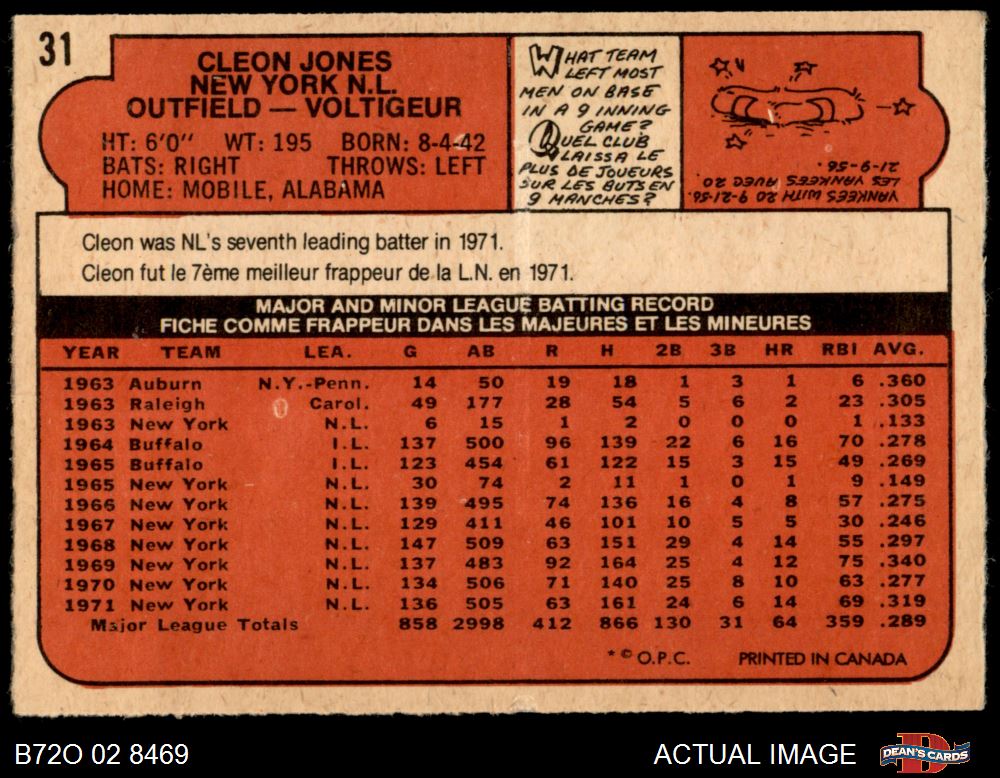 31
CLEON JONES
NEW YORK N.L.
OUTFIELD — VOLTIGEUR
HT: 6'0" WT: 195 BORN: 8-4-42
BATS: RIGHT THROWS: LEFT
HOME: MOBILE, ALABAMA
WHAT TEAM
LEFT MOST
MEN ON BASE
IN A 9 INNING
GAME?
QUEL CLUB
LAISSA LE
PLUS DE JOUEURS
SUR LES BUTS EN
9 MANCHES?
YANKEES WITH 20 9-21-56.
LES YANKEES AVEC 20.
21-9-56.
Cleon was NL's seventh leading batter in 1971.
Cleon fut le 7ème meilleur frappeur de la L.N. en 1971.
MAJOR AND MINOR LEAGUE BATTING RECORD
FICHE COMME FRAPPEUR DANS LES MAJEURES ET LES MINEURES
YEAR TEAM LEA. G AB R H 2B 3B HR RBI AVG.
1963 Auburn N.Y.-Penn. 14 50 19 18 1 3 1 6 .360
1963 Raleigh Carol. 49 177 28 54 5 6 2 23 .305
1963 New York N.L. 6 15 1 2 0 0 0 1 .133
1964 Buffalo I.L. 137 500 96 139 22 6 16 70 .278
1965 Buffalo I.L. 123 454 61 122 15 3 15 49 .269
1965 New York N.L. 30 74 2 11 1 0 1 9 .149
1966 New York N.L. 139 495 74 136 16 4 8 57 .275
1967 New York N.L. 129 411 46 101 10 5 5 30 .246
1968 New York N.L. 147 509 63 151 29 4 14 55 .297
1969 New York N.L. 137 483 92 164 25 4 12 75 .340
1970 New York N.L. 134 506 71 140 25 8 10 63 .277
1971 New York N.L. 136 505 63 161 24 6 14 69 .319
Major League Totals 858 2998 412 866 130 31 64 359 .289
* © O.P.C. PRINTED IN CANADA
B72O 02 8469
ACTUAL IMAGE
DEAN'S CARDS